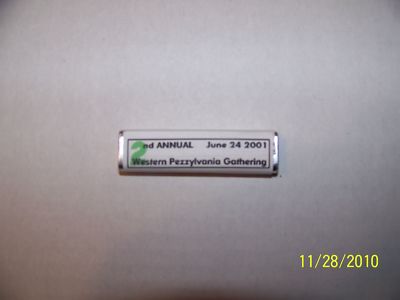 2nd ANNUAL June 24 2001
Western Pezzylvania Gathering
11/28/2010